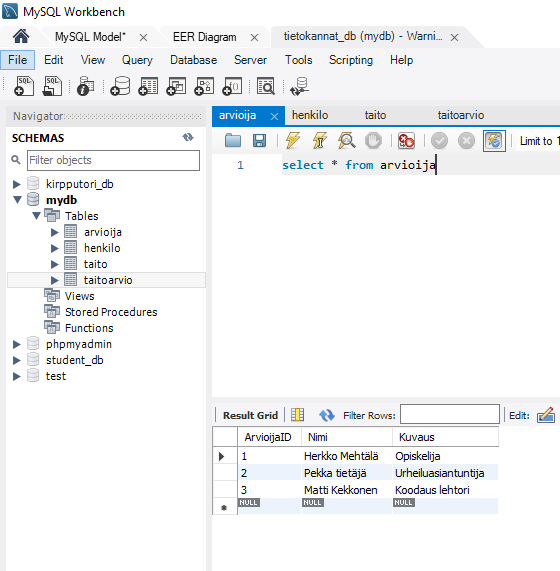 MySQL Workbench
MySQL Model* × EER Diagram × tietokannat_db (mydb) - Warni... ×
File Edit View Query Database Server Tools Scripting Help
SQL SQL
Navigator
SCHEMAS
Filter objects
kirpputori_db
mydb
Tables
arvioija
henkilo
taito
taitoarvio
Views
Stored Procedures
Functions
phpmyadmin
student_db
test
arvioija × henkilo taito taitoarvio
Limit to 1
1 select * from arvioija
Result Grid Filter Rows: Edit:
ArvioijaID Nimi Kuvaus
1 Herkko Mehtälä Opiskelija
2 Pekka tietäjä Urheiluasiantuntija
3 Matti Kekkonen Koodaus lehtori
NULL NULL NULL